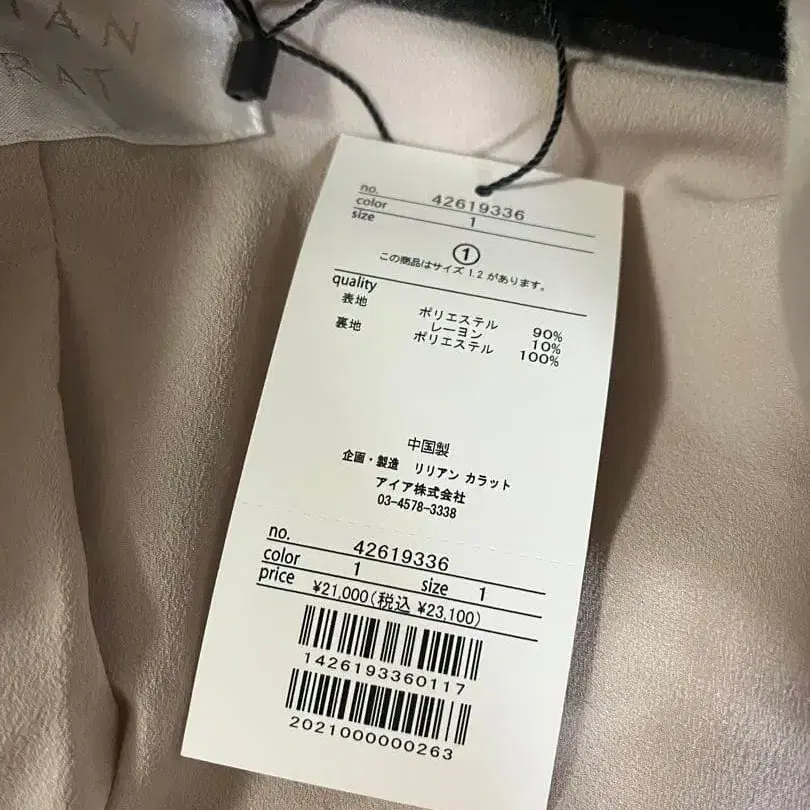 IAN
RAT
no. 42619336
color 1
size ①
この商品はサイズ 1.2 があります。
quality
表地 ポリエステル 90%
レーヨン 10%
裏地 ポリエステル 100%
中国製
企画・製造 リリアン カラット
アイア株式会社
03-4578-3338
no. 42619336
color 1 size 1
price ¥21,000(税込 ¥23,100)
1426193360117
2021000000263